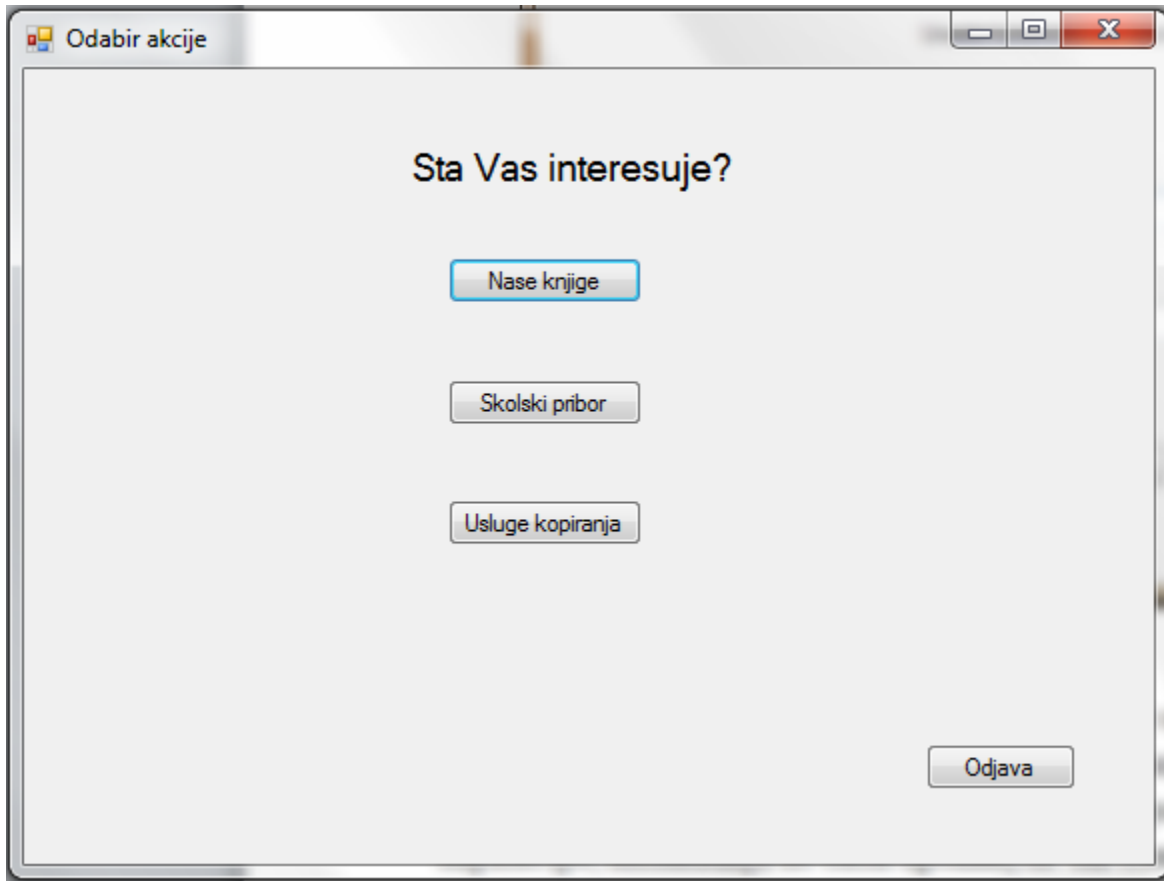 Odabir akcije
Sta Vas interesuje?
Nase knjige
Skolski pribor
Usluge kopiranja
Odjava